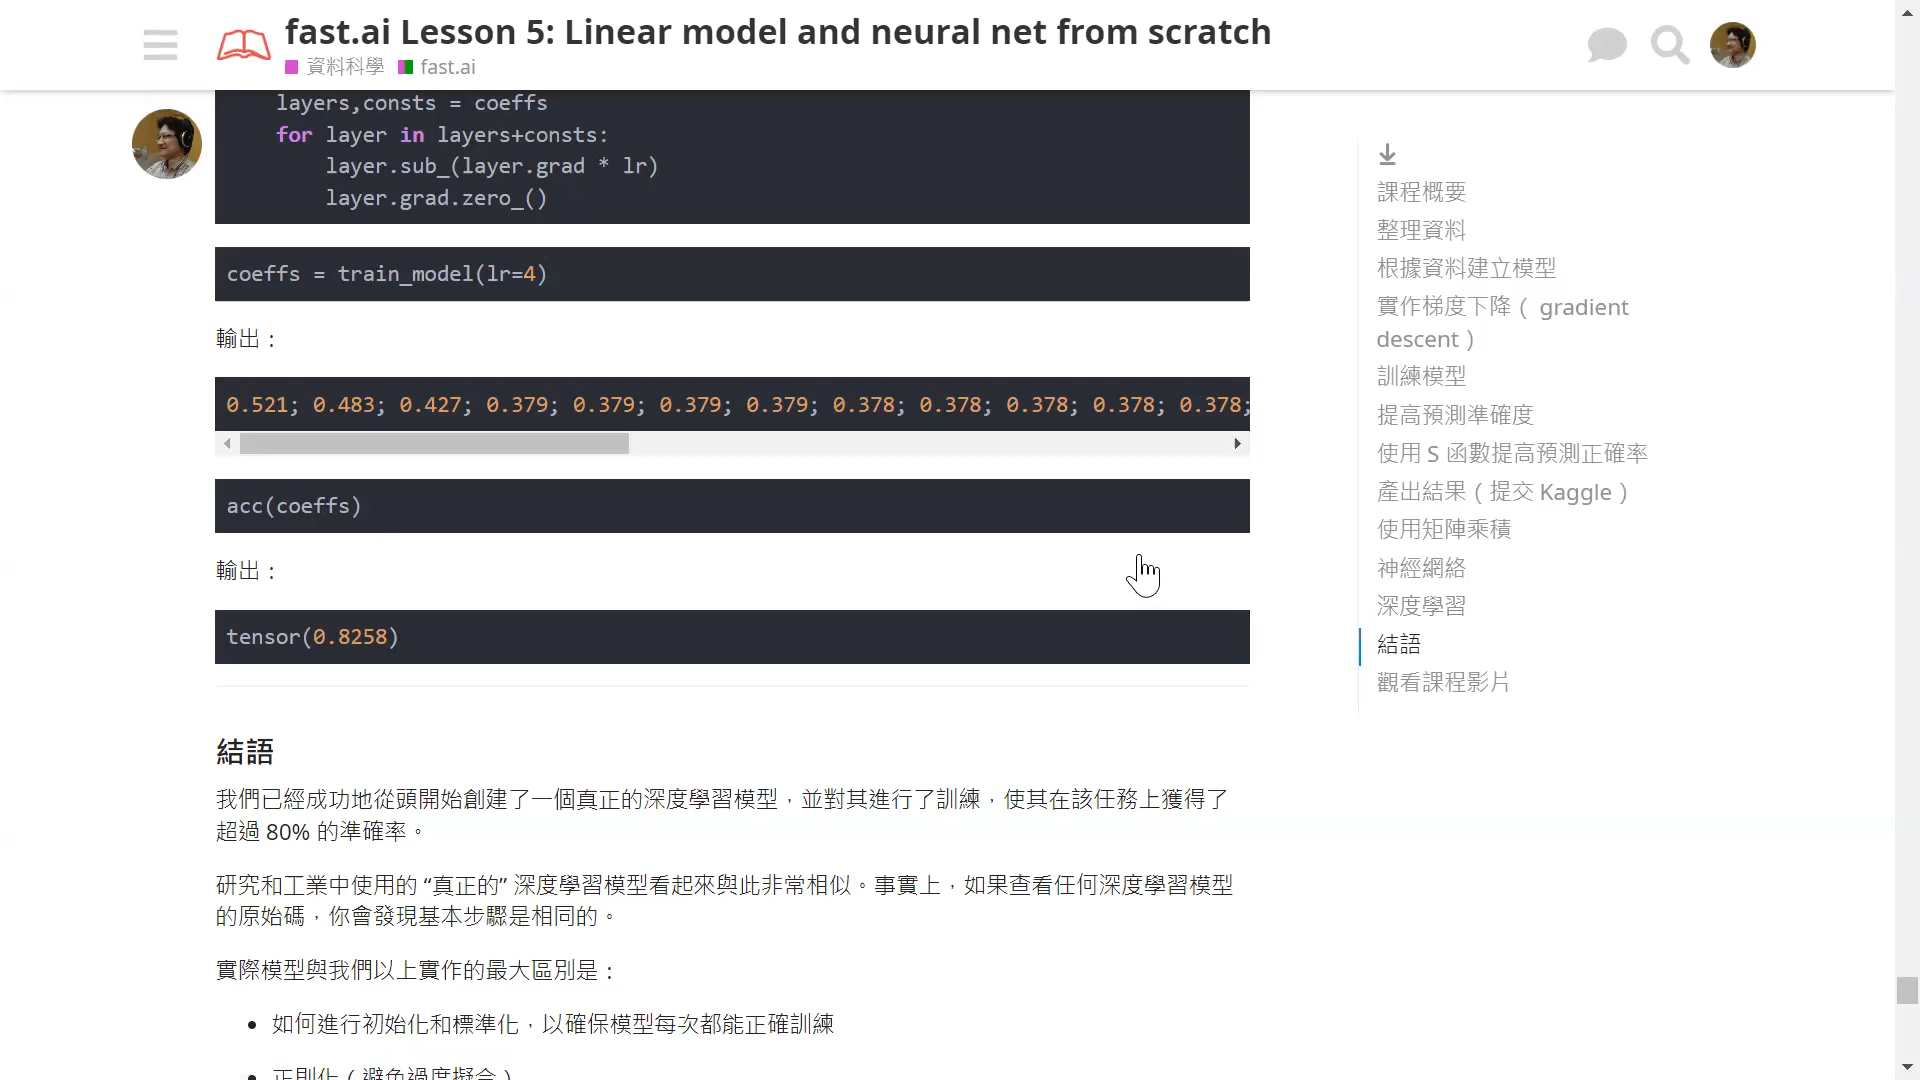 fast.ai Lesson 5: Linear model and neural net from scratch
資料科學 fast.ai
layers,consts = coeffs
for layer in layers+consts:
layer.sub_(layer.grad * lr)
layer.grad.zero_()
coeffs = train_model(lr=4)
輸出：
0.521; 0.483; 0.427; 0.379; 0.379; 0.379; 0.379; 0.378; 0.378; 0.378; 0.378; 0.378;
acc(coeffs)
輸出：
tensor(0.8258)
結語
我們已經成功地從頭開始創建了一個真正的深度學習模型，並對其進行了訓練，使其在該任務上獲得了
超過 80% 的準確率。
研究和工業中使用的 “真正的” 深度學習模型看起來與此非常相似。事實上，如果查看任何深度學習模型
的原始碼，你會發現基本步驟是相同的。
實際模型與我們以上實作的最大區別是：
• 如何進行初始化和標準化，以確保模型每次都能正確訓練
• 正則化（避免過度擬合）
課程概要
整理資料
根據資料建立模型
實作梯度下降（ gradient
descent）
訓練模型
提高預測準確度
使用 S 函數提高預測正確率
產出結果（提交 Kaggle）
使用矩陣乘積
神經網絡
深度學習
結語
觀看課程影片